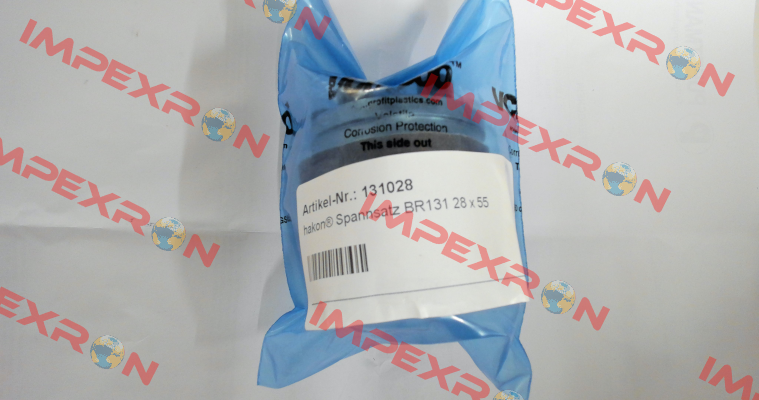 IMPEXRON
IMPEXRON
IMPEXRON
IMPEXRON
IMPEXRON
profitplastics.com
Corrosion Protection
This side out
Artikel-Nr.: 131028
hakon® Spannsatz BR131 28 x 55
IMPEXRON
IMPEXRON
IMPEXRON
IMPEXRON